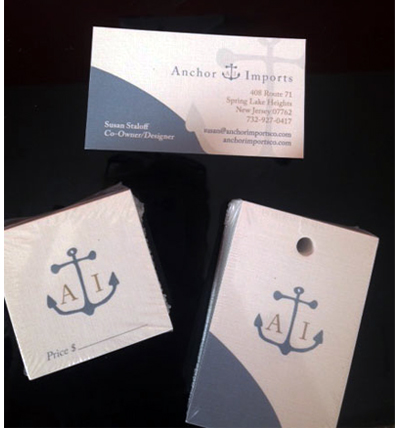 Anchor AI Imports
408 Route 71
Spring Lake Heights
New Jersey 07762
732-927-0417
susan@anchorimportsco.com
anchorimportsco.com
Susan Staloff
Co-Owner/Designer
A I
Price $
A I